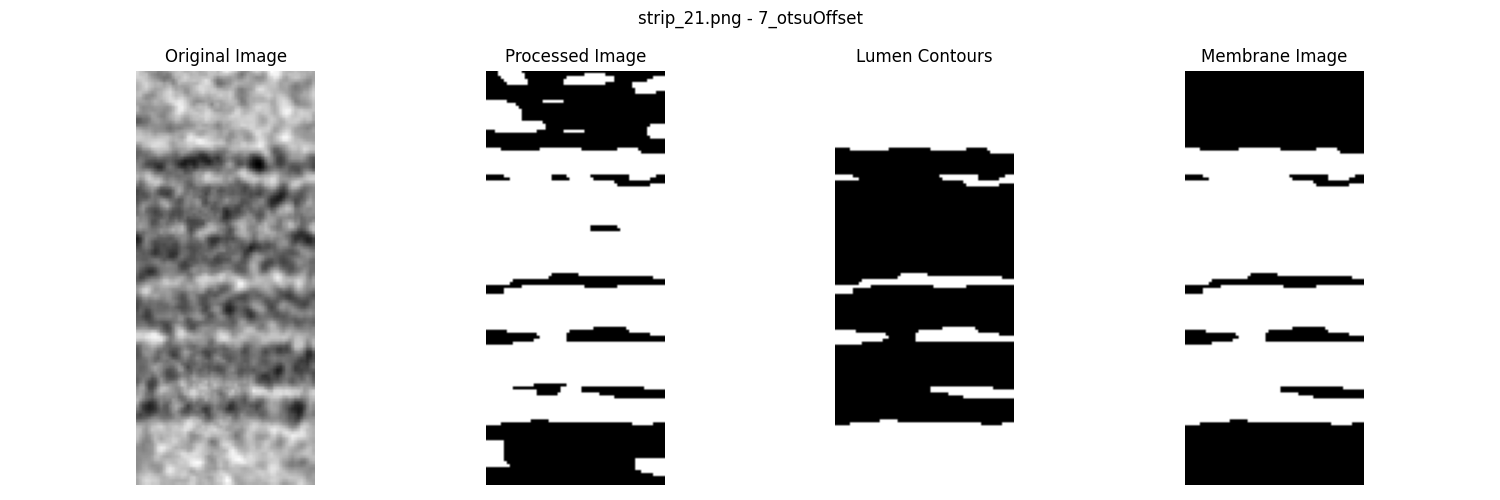 strip_21.png - 7_otsuOffset
Original Image
Processed Image
Lumen Contours
Membrane Image